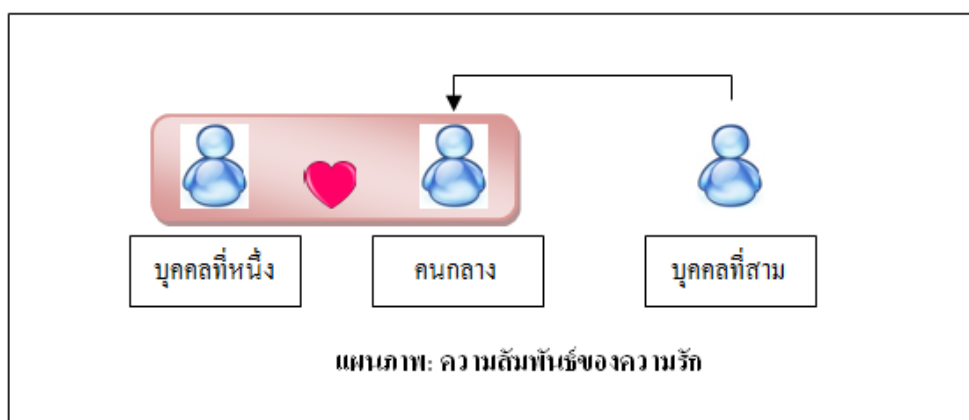 บุคคลที่หนึ่ง
คนกลาง
บุคคลที่สาม
แผนภาพ: ความสัมพันธ์ของความรัก